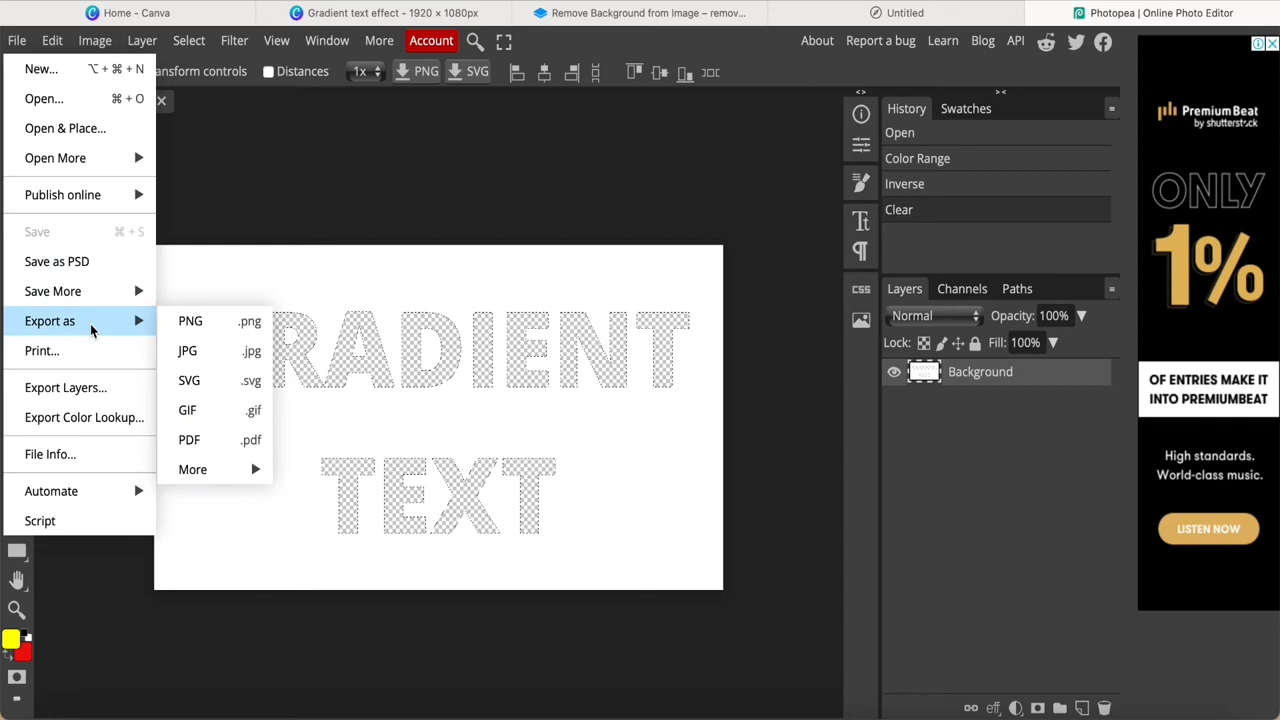 Home - Canva
Gradient text effect - 1920 × 1080px
Remove Background from Image – remov...
Untitled
Photopea | Online Photo Editor
File Edit Image Layer Select Filter View Window More Account
About Report a bug Learn Blog API
ansform controls Distances 1x PNG SVG
New... ⌥ + ⌘ + N
Open... ⌘ + O
Open & Place...
Open More
Publish online
Save ⌘ + S
Save as PSD
Save More
Export as
Print...
Export Layers...
Export Color Lookup...
File Info...
Automate
Script
PNG .png
JPG .jpg
SVG .svg
GIF .gif
PDF .pdf
More
RADIENT
TEXT
CSS
History Swatches
Open
Color Range
Inverse
Clear
Layers Channels Paths
Normal Opacity: 100%
Lock: Fill: 100%
Background
eff
PremiumBeat
by shutterstock
ONLY
1%
OF ENTRIES MAKE IT
INTO PREMIUMBEAT
High standards.
World-class music.
LISTEN NOW